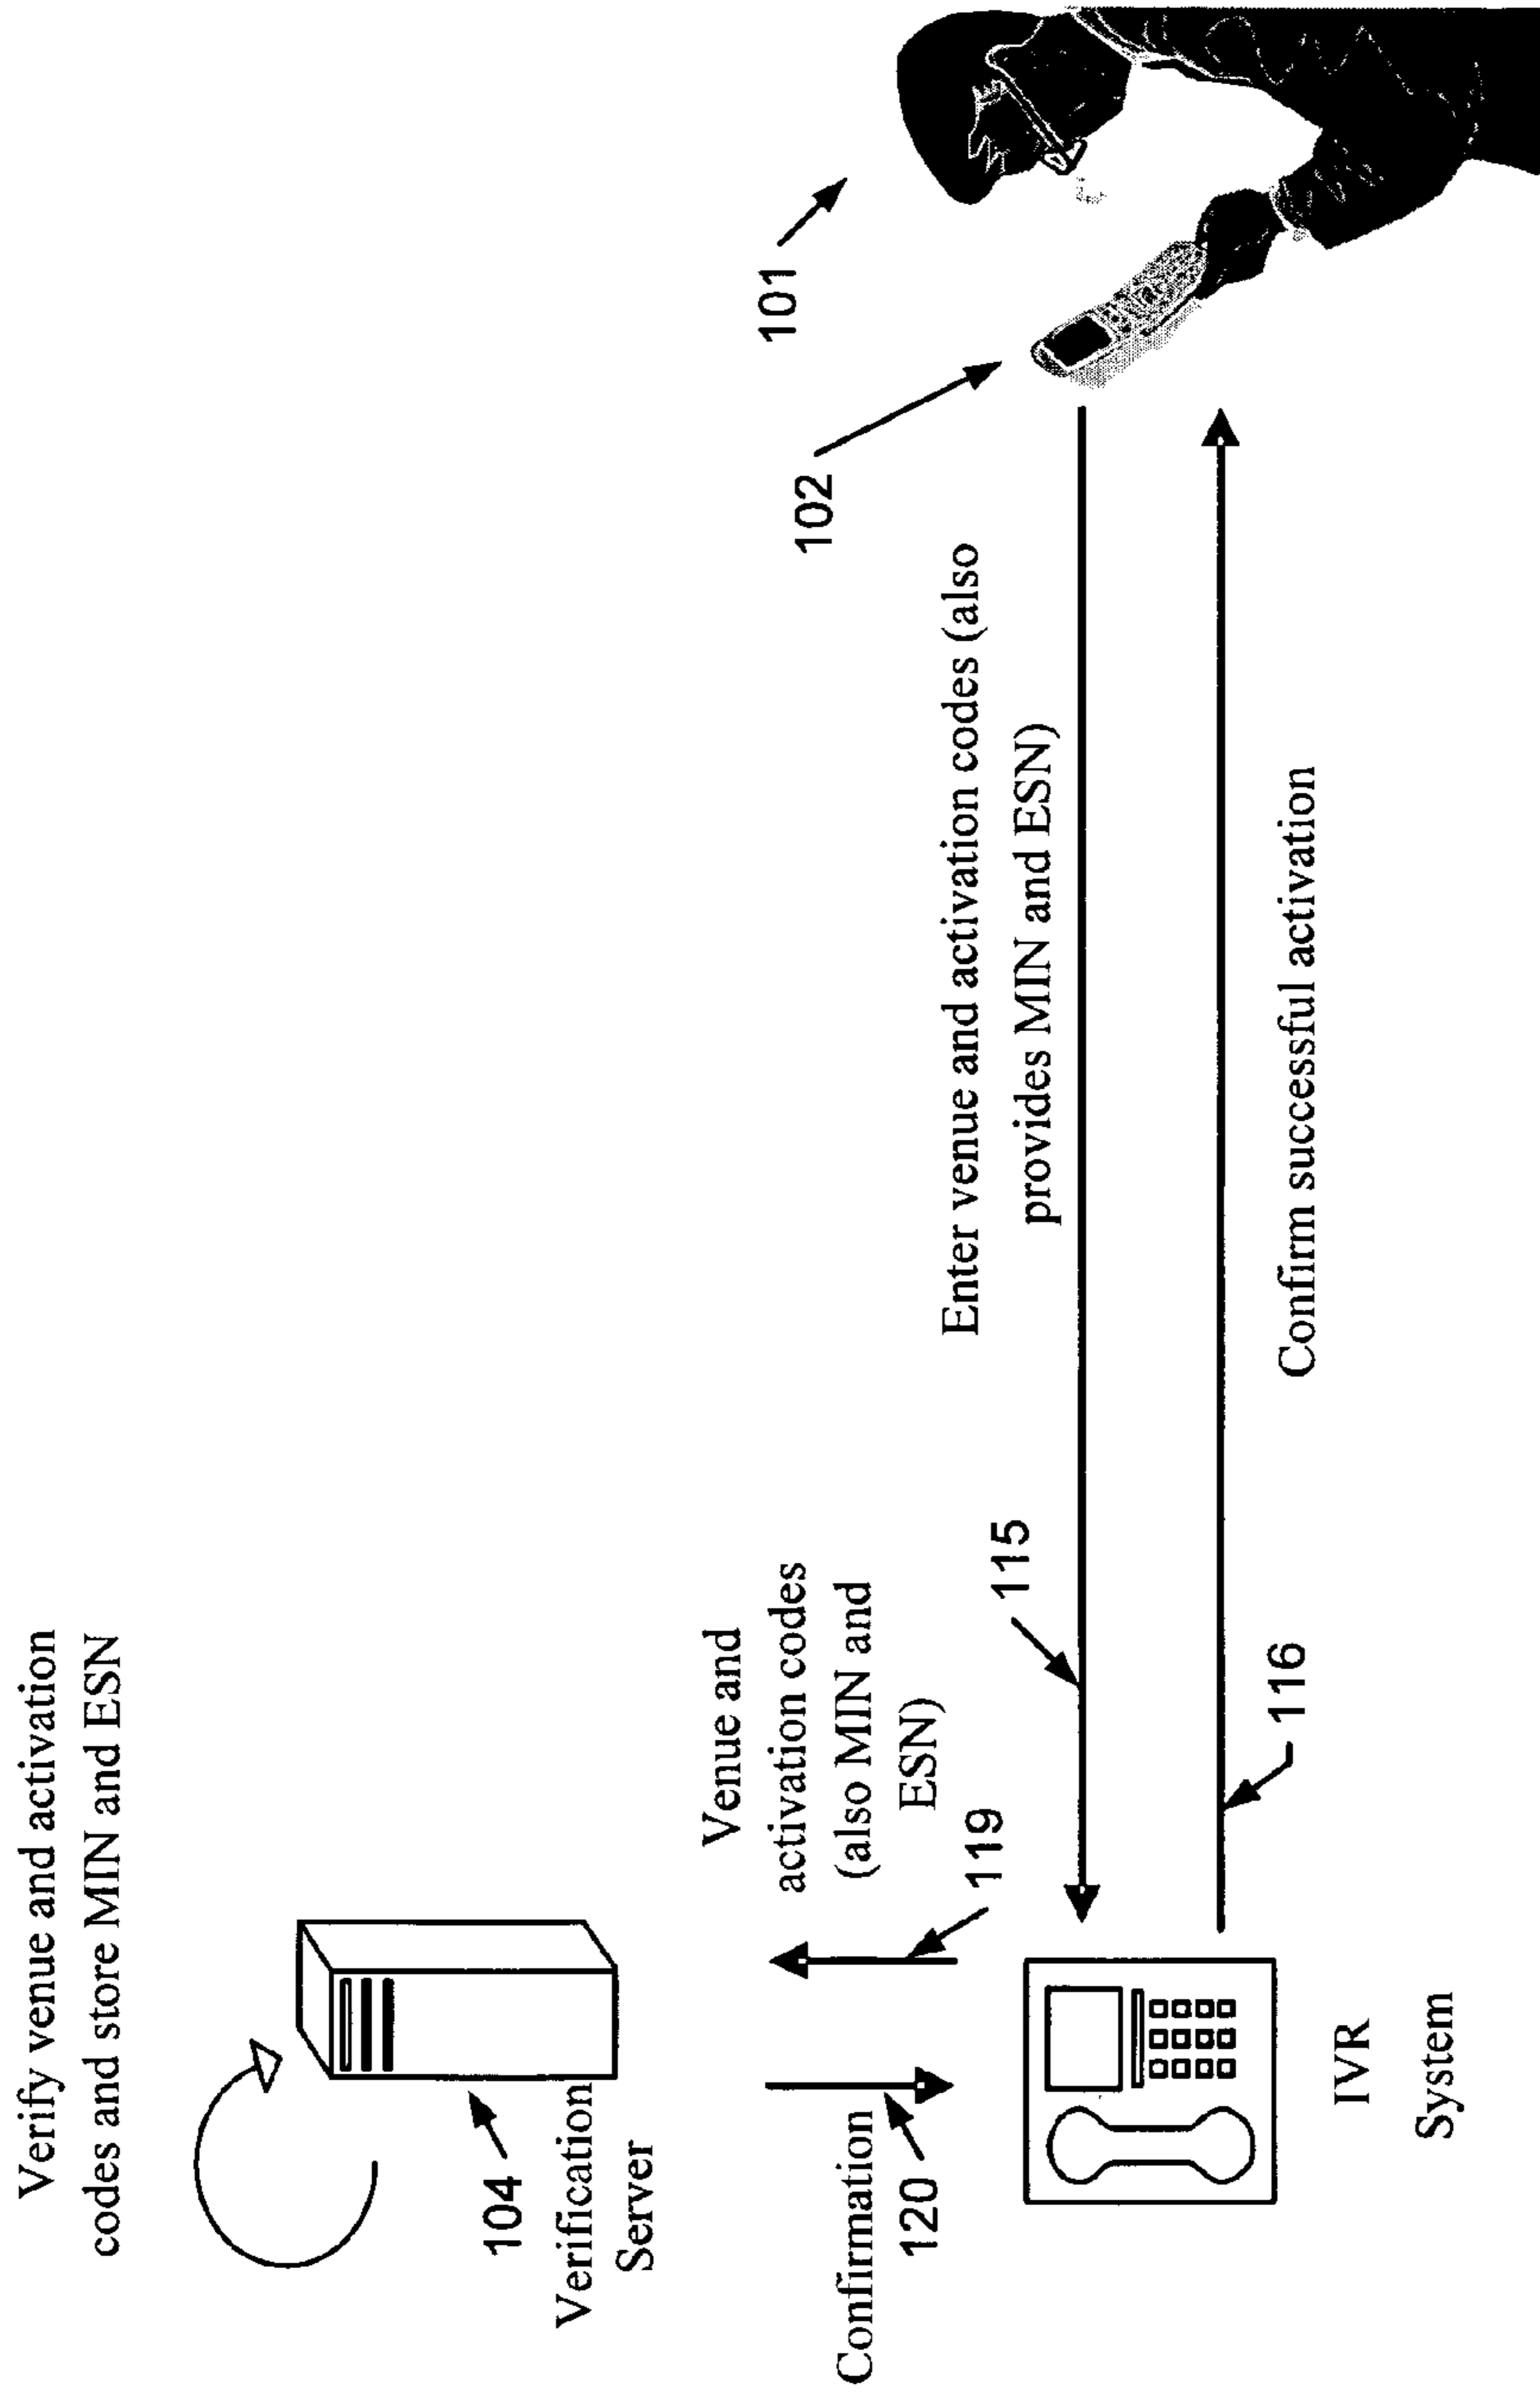 Verify venue and activation
codes and store MIN and ESN
104
Verification
Server
Venue and
activation codes
(also MIN and
ESN)
119
Confirmation
120
IVR
System
115
116
Enter venue and activation codes (also
provides MIN and ESN)
Confirm successful activation
102
101